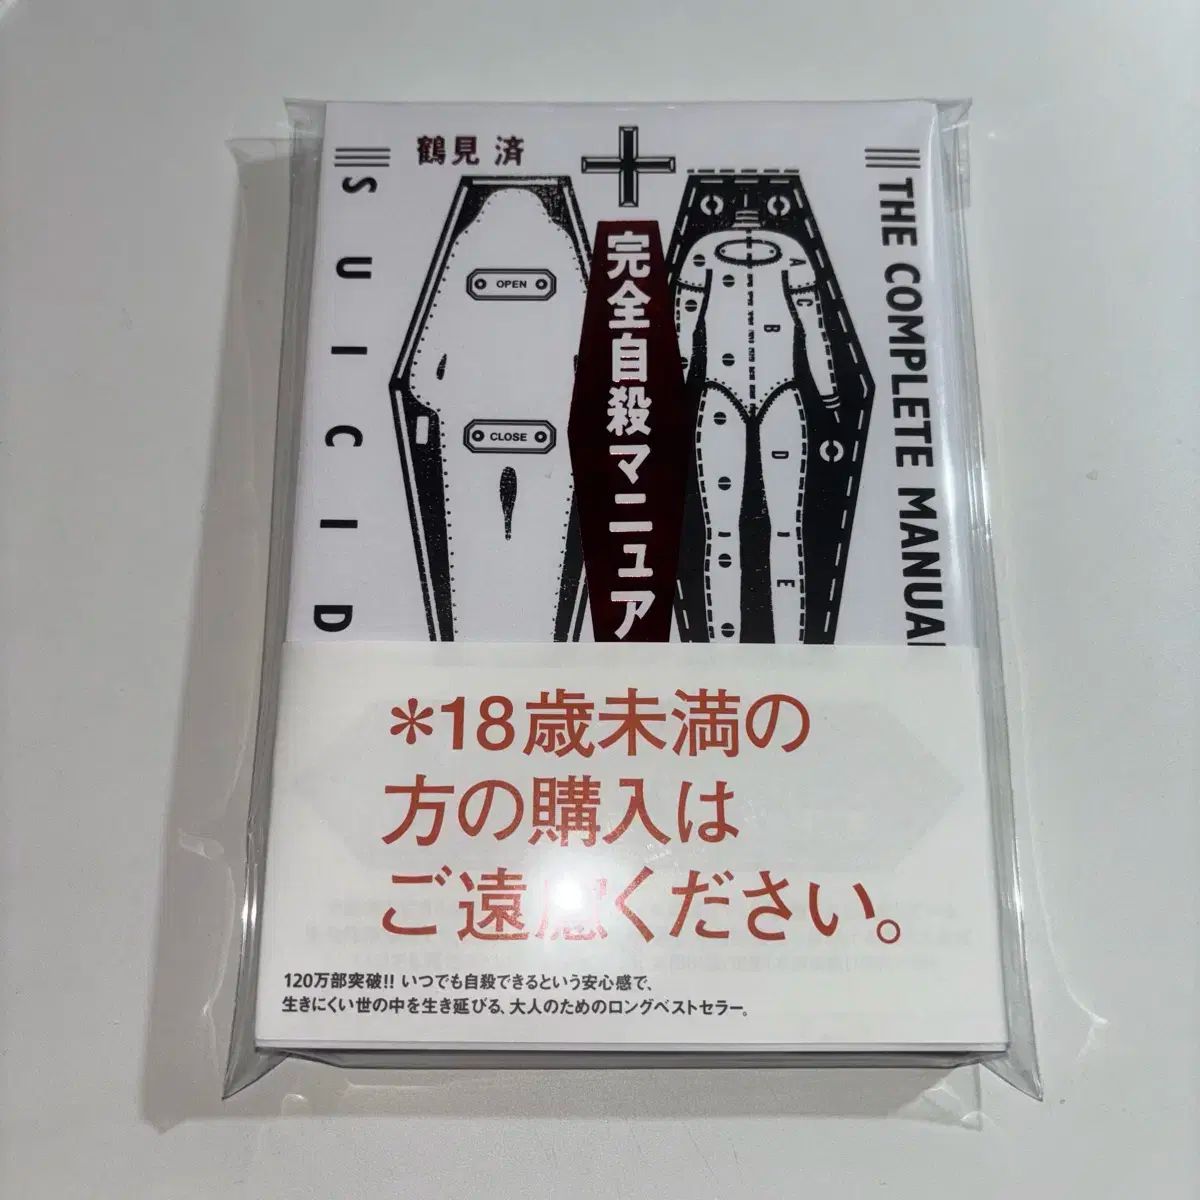 鶴見 済
THE COMPLETE MANUAL
SUICID
完全自殺マニュア
OPEN
CLOSE
A
C
B
D
E
*18歳未満の
方の購入は
ご遠慮ください。
120万部突破!! いつでも自殺できるという安心感で、
生きにくい世の中を生き延びる、大人のためのロングベストセラー。